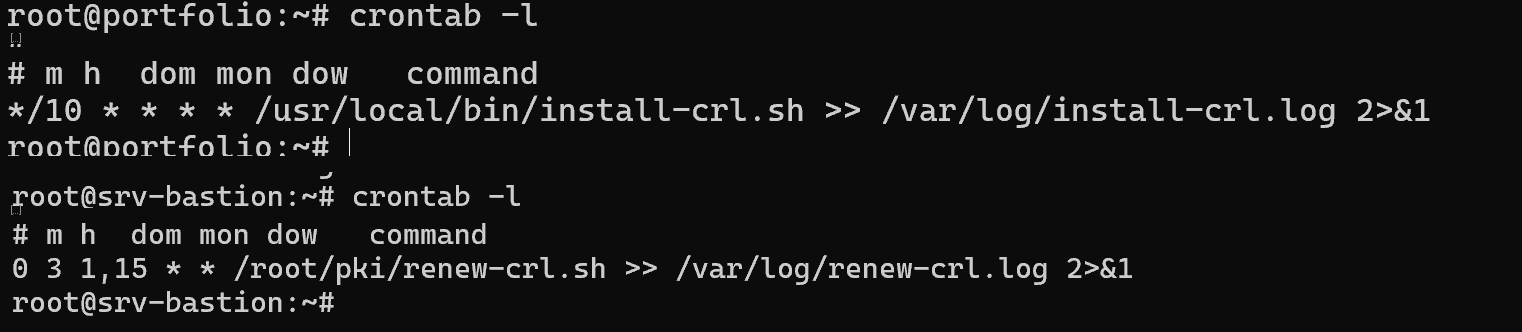 root@portfolio:~# crontab -l
# m h  dom mon dow   command
*/10 * * * * /usr/local/bin/install-crl.sh >> /var/log/install-crl.log 2>&1
root@portfolio:~#
root@srv-bastion:~# crontab -l
# m h  dom mon dow   command
0 3 1,15 * * /root/pki/renew-crl.sh >> /var/log/renew-crl.log 2>&1
root@srv-bastion:~#